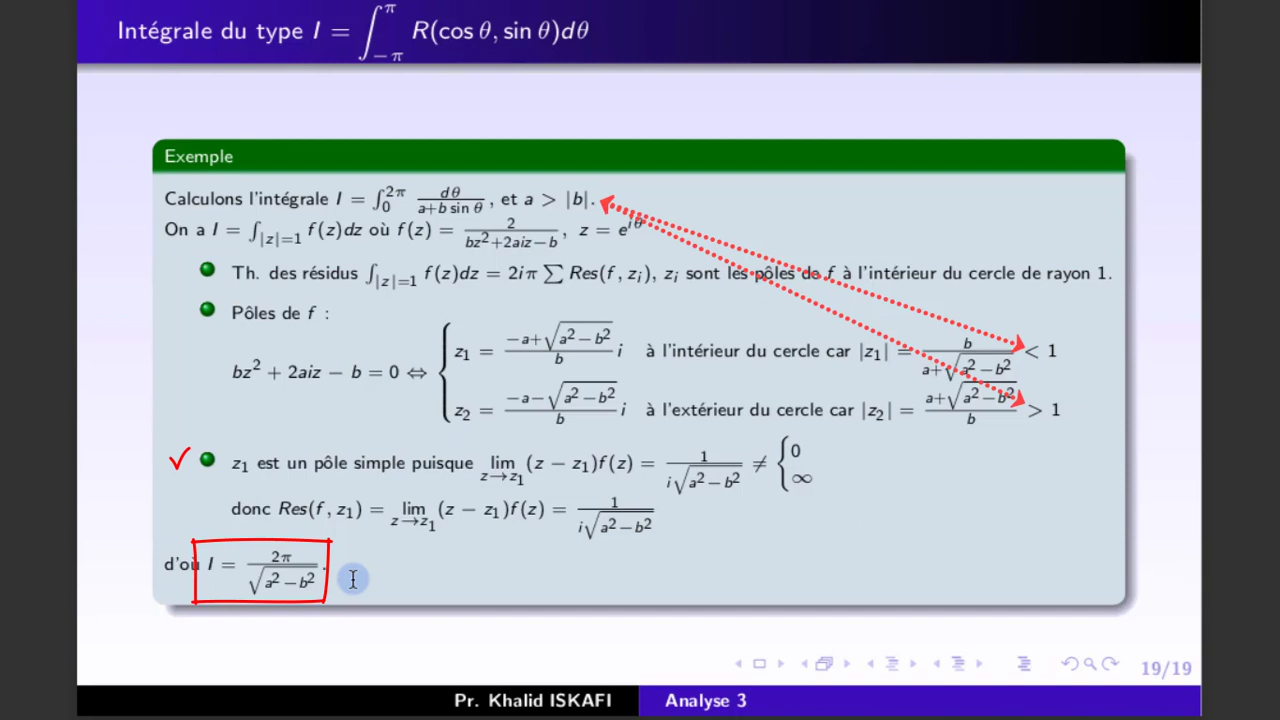 Intégrale du type I = ∫_{−π}^{π} R(cos θ, sin θ)dθ
Exemple
Calculons l'intégrale I = ∫_0^{2π} dθ/(a+b sin θ), et a > |b|.
On a I = ∫_{|z|=1} f(z)dz où f(z) = 2/(bz²+2aiz−b), z = e^{iθ}
Th. des résidus ∫_{|z|=1} f(z)dz = 2iπ ∑ Res(f, z_i), z_i sont les pôles de f à l'intérieur du cercle de rayon 1.
Pôles de f :
bz² + 2aiz − b = 0 ⇔ { z₁ = (−a+√(a²−b²))/b i à l'intérieur du cercle car |z₁| = b/(a+√(a²−b²)) < 1
z₂ = (−a−√(a²−b²))/b i à l'extérieur du cercle car |z₂| = (a+√(a²−b²))/b > 1
✓ z₁ est un pôle simple puisque lim_{z→z₁} (z − z₁)f(z) = 1/(i√(a²−b²)) ≠ { 0
∞
donc Res(f, z₁) = lim_{z→z₁} (z − z₁)f(z) = 1/(i√(a²−b²))
d'où I = 2π/√(a²−b²).
19/19
Pr. Khalid ISKAFI Analyse 3